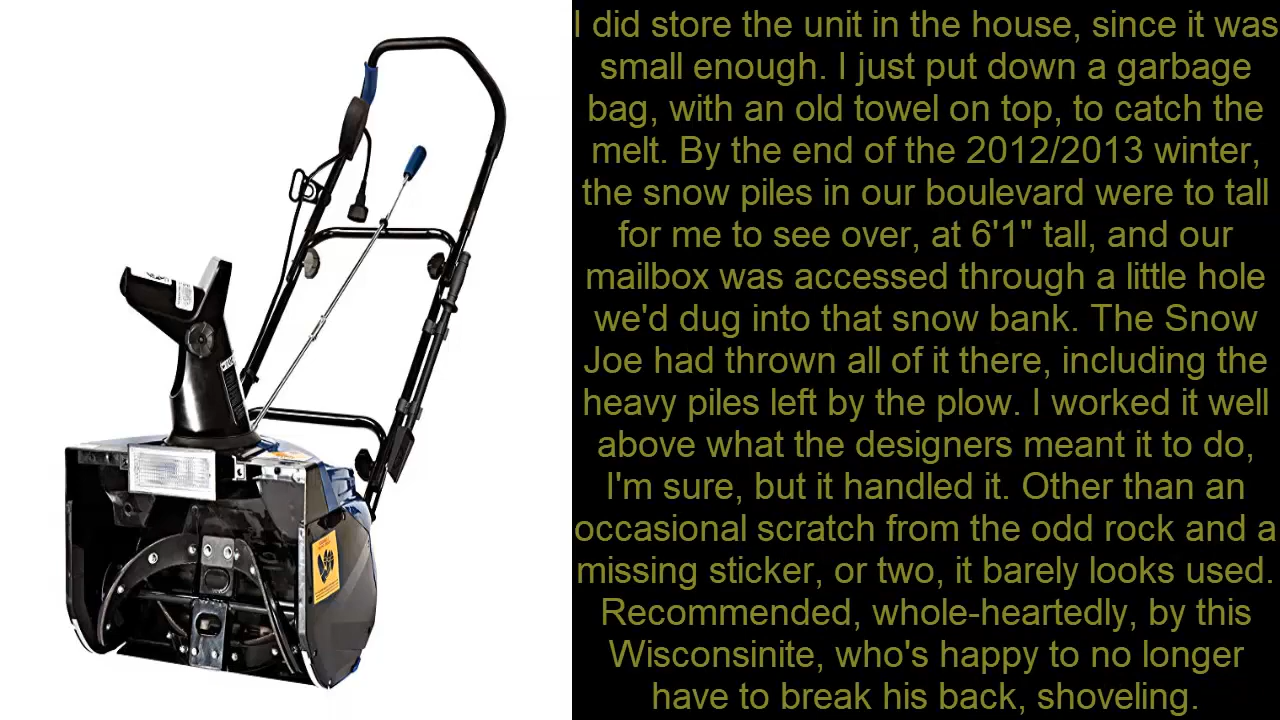 I did store the unit in the house, since it was
small enough. I just put down a garbage
bag, with an old towel on top, to catch the
melt. By the end of the 2012/2013 winter,
the snow piles in our boulevard were to tall
for me to see over, at 6'1" tall, and our
mailbox was accessed through a little hole
we'd dug into that snow bank. The Snow
Joe had thrown all of it there, including the
heavy piles left by the plow. I worked it well
above what the designers meant it to do,
I'm sure, but it handled it. Other than an
occasional scratch from the odd rock and a
missing sticker, or two, it barely looks used.
Recommended, whole-heartedly, by this
Wisconsinite, who's happy to no longer
have to break his back, shoveling.